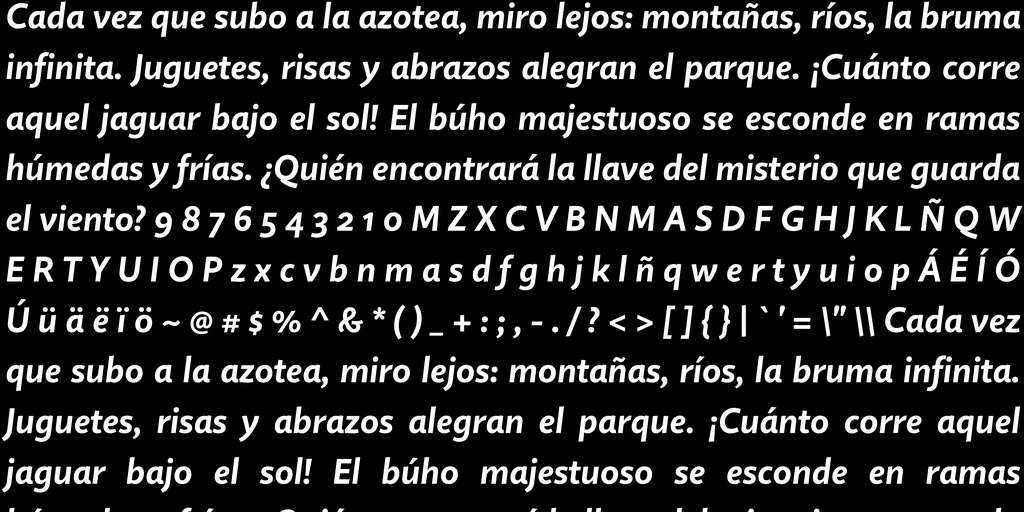 Cada vez que subo a la azotea, miro lejos: montañas, ríos, la bruma
infinita. Juguetes, risas y abrazos alegran el parque. ¡Cuánto corre
aquel jaguar bajo el sol! El búho majestuoso se esconde en ramas
húmedas y frías. ¿Quién encontrará la llave del misterio que guarda
el viento? 9 8 7 6 5 4 3 2 1 0 M Z X C V B N M A S D F G H J K L Ñ Q W
E R T Y U I O P z x c v b n m a s d f g h j k l ñ q w e r t y u i o p Á É Í Ó
Ú ü ä ë ï ö ~ @ # $ % ^ & * ( ) _ + : ; , - . / ? < > [ ] { } | ` ' = \" \\ Cada vez
que subo a la azotea, miro lejos: montañas, ríos, la bruma infinita.
Juguetes, risas y abrazos alegran el parque. ¡Cuánto corre aquel
jaguar bajo el sol! El búho majestuoso se esconde en ramas